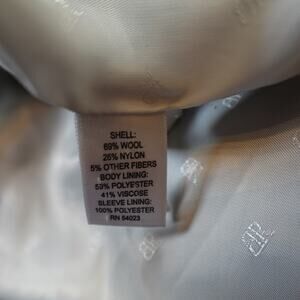 SHELL:
69% WOOL
26% NYLON
5% OTHER FIBERS
BODY LINING:
59% POLYESTER
41% VISCOSE
SLEEVE LINING:
100% POLYESTER
RN 54023